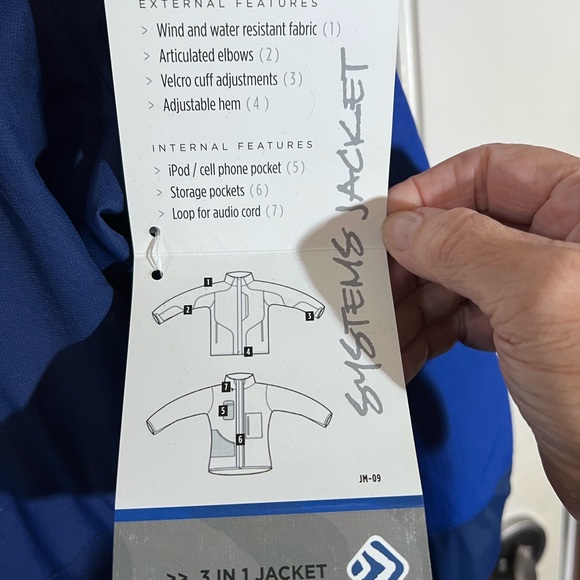 EXTERNAL FEATURES
> Wind and water resistant fabric (1)
> Articulated elbows (2)
> Velcro cuff adjustments (3)
> Adjustable hem (4)
INTERNAL FEATURES
> iPod / cell phone pocket (5)
> Storage pockets (6)
> Loop for audio cord (7)
SYSTEMS JACKET
1
2
3
4
7
5
6
JM-09
>> 3 IN 1 JACKET